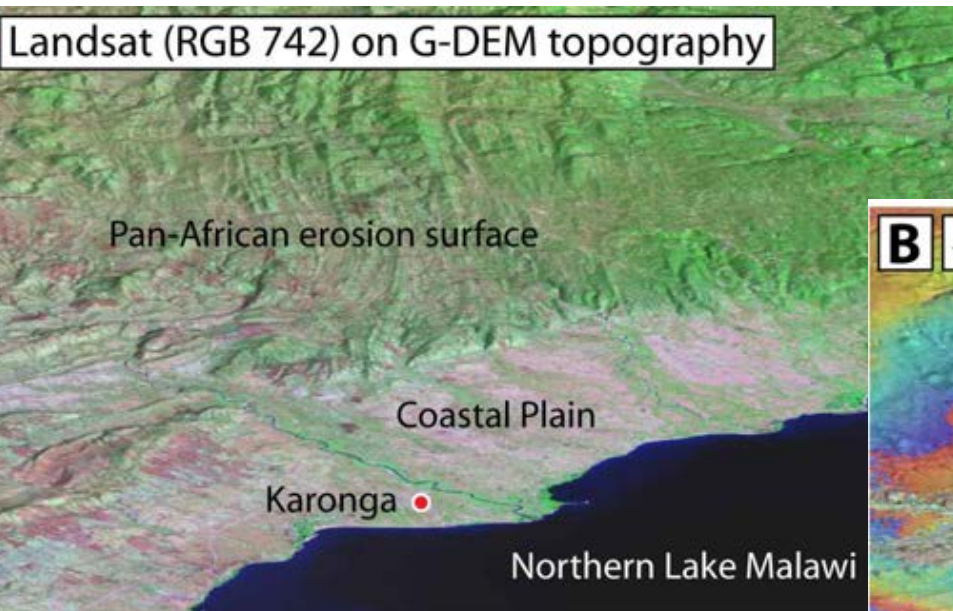 Landsat (RGB 742) on G-DEM topography
Pan-African erosion surface
B
Coastal Plain
Karonga
Northern Lake Malawi